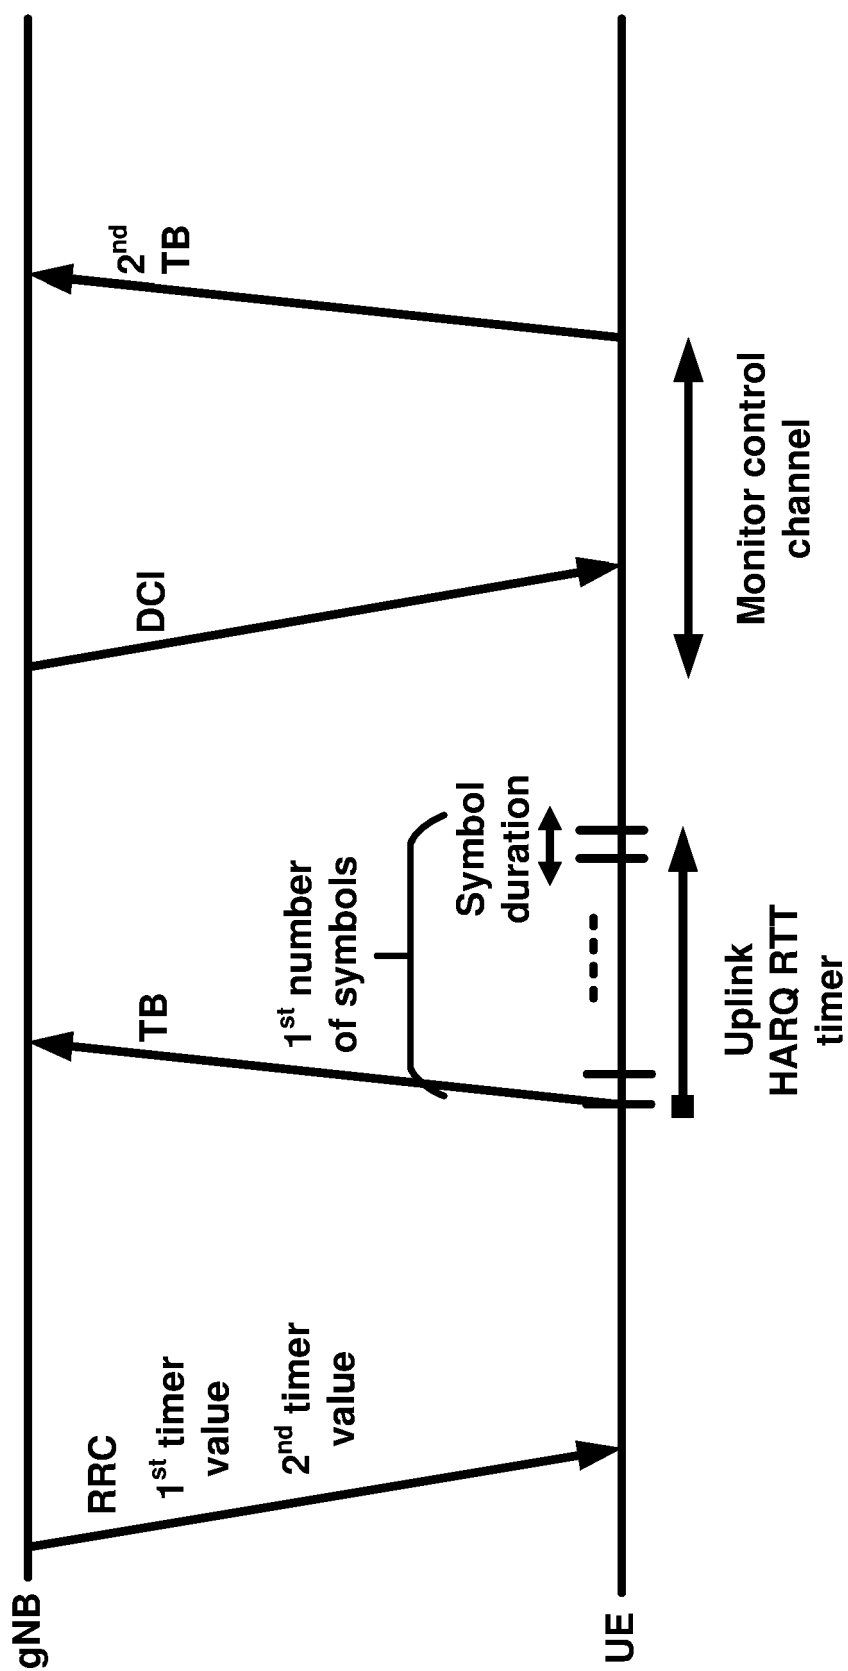 gNB
RRC
1st timer
value
2nd timer
value
TB
1st number
of symbols
Symbol
duration
DCI
2nd
TB
UE
Uplink
HARQ RTT
timer
Monitor control
channel